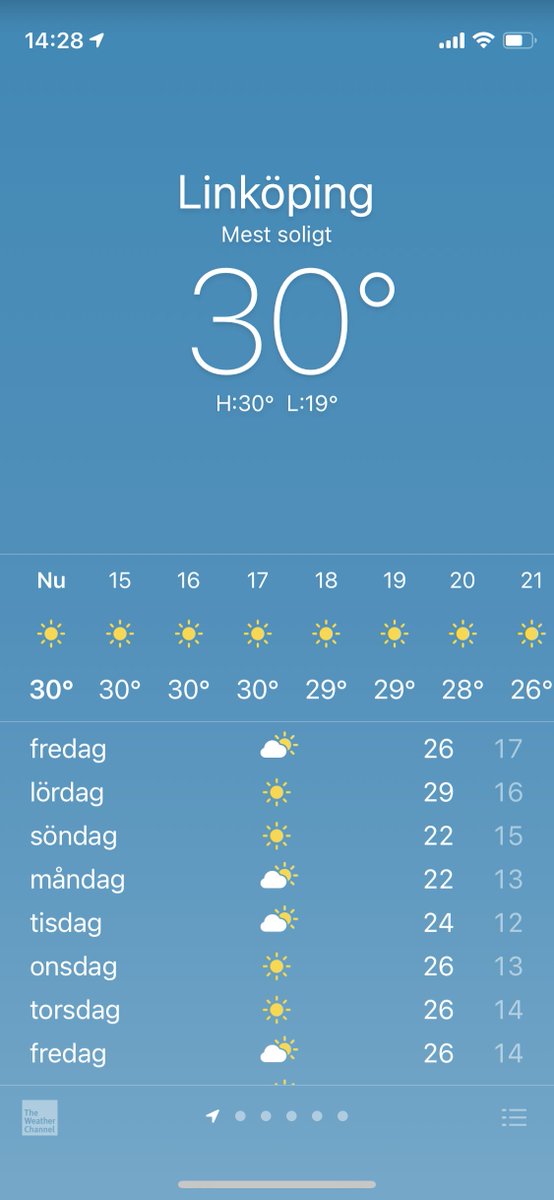 14:28
Linköping
Mest soligt
30°
H:30° L:19°
Nu 15 16 17 18 19 20 21
30° 30° 30° 30° 29° 29° 28° 26°
fredag 26 17
lördag 29 16
söndag 22 15
måndag 22 13
tisdag 24 12
onsdag 26 13
torsdag 26 14
fredag 26 14
The
Weather
Channel